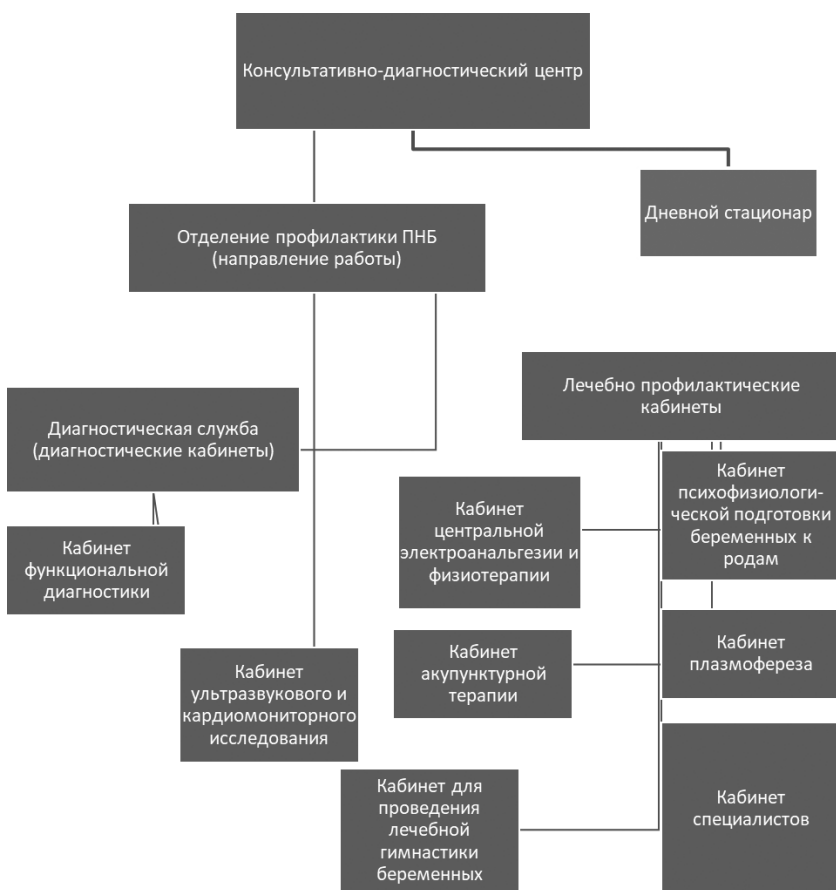 Консультативно-диагностический центр
Дневной стационар
Отделение профилактики ПНБ
(направление работы)
Лечебно профилактические
кабинеты
Диагностическая служба
(диагностические кабинеты)
Кабинет
психофизиологи-
ческой подготовки
беременных к
родам
Кабинет
центральной
электроанальгезии и
физиотерапии
Кабинет
функциональной
диагностики
Кабинет
плазмофереза
Кабинет
акупунктурной
терапии
Кабинет
ультразвукового и
кардиомониторного
исследования
Кабинет для
проведения
лечебной
гимнастики
беременных
Кабинет
специалистов